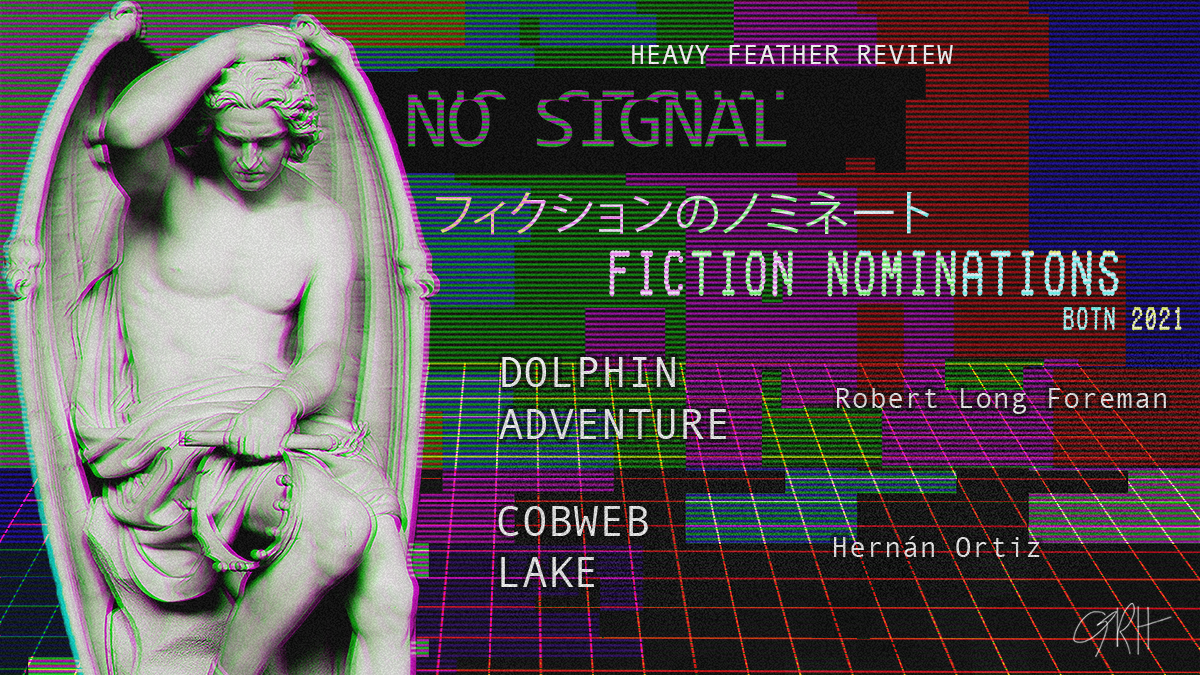 HEAVY FEATHER REVIEW
NO SIGNAL
フィクションのノミネート
FICTION NOMINATIONS
BOTN 2021
DOLPHIN
ADVENTURE
Robert Long Foreman
COBWEB
LAKE
Hernán Ortiz